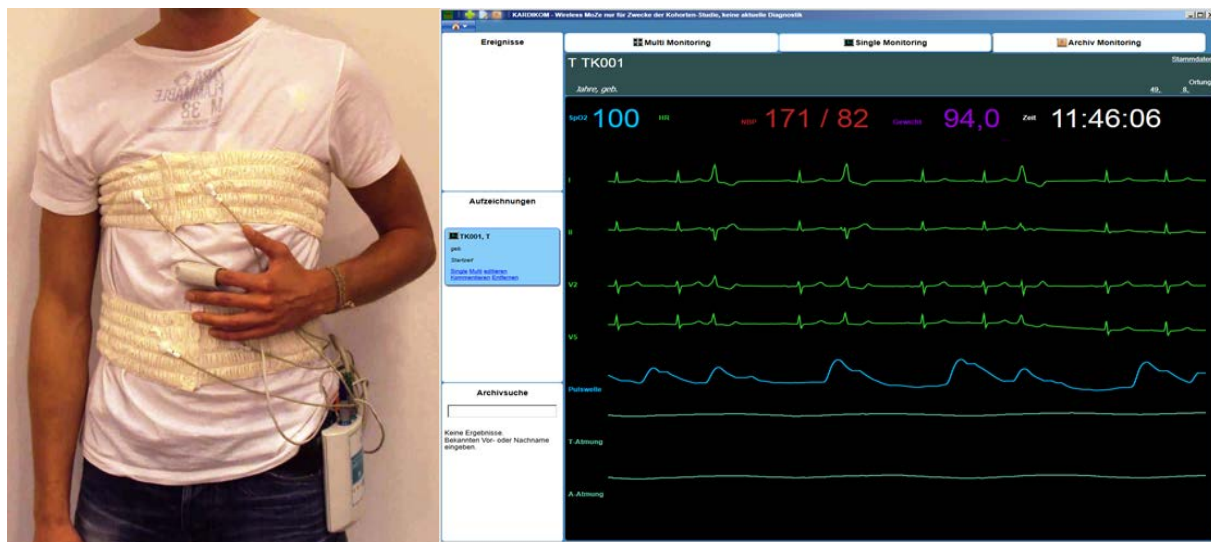 KARDIKOM - Wireless MoZe nur für Zwecke der Kohorten-Studie, keine aktuelle Diagnostik
Ereignisse
Multi Monitoring
Single Monitoring
Archiv Monitoring
T TK001
Stammdaten
Jahre, geb.
Ortung
49, 8,
SpO2 100 HR NBP 171 / 82 Gewicht 94,0 Zeit 11:46:06
I
II
V2
V5
Pulswelle
T-Atmung
A-Atmung
Aufzeichnungen
TK001, T
geb
Startzeit
Single Multi editieren
Kommentieren Entfernen
Archivsuche
Keine Ergebnisse.
Bekannten Vor- oder Nachname
eingeben.
38